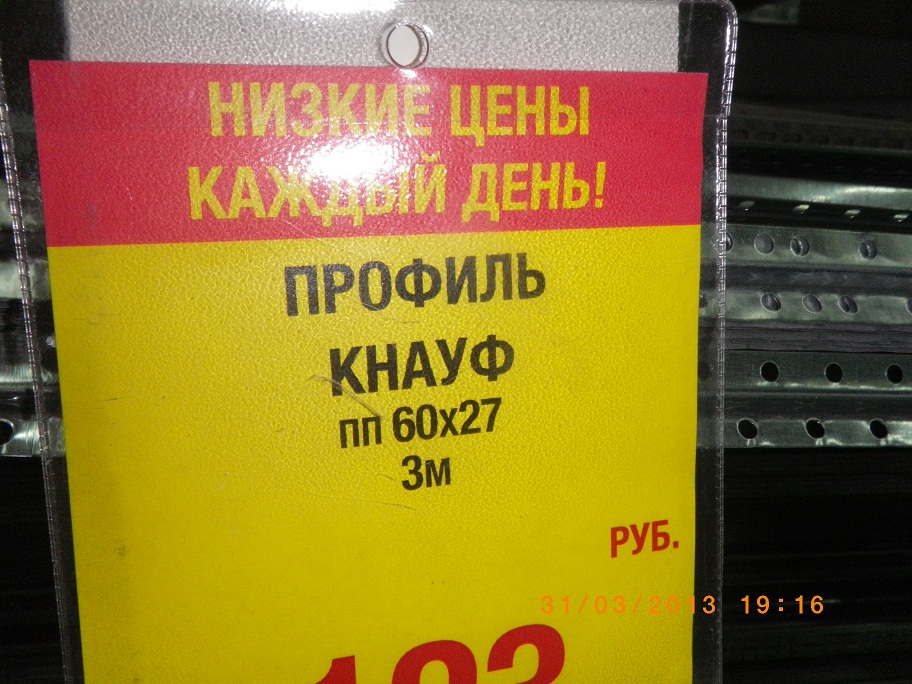 НИЗКИЕ ЦЕНЫ
КАЖДЫЙ ДЕНЬ!
ПРОФИЛЬ
КНАУФ
пп 60х27
3м
РУБ.
31/03/2013 19:16